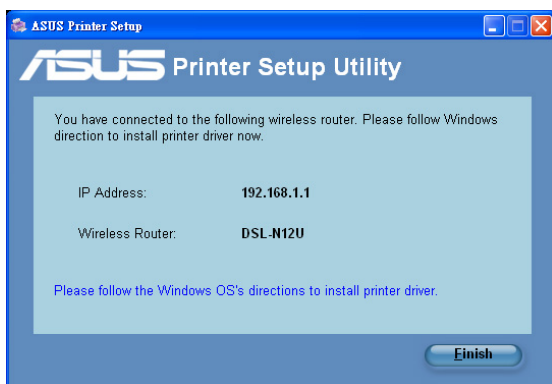 ASUS Printer Setup
ASUS Printer Setup Utility
You have connected to the following wireless router. Please follow Windows
direction to install printer driver now.
IP Address: 192.168.1.1
Wireless Router: DSL-N12U
Please follow the Windows OS's directions to install printer driver.
Finish